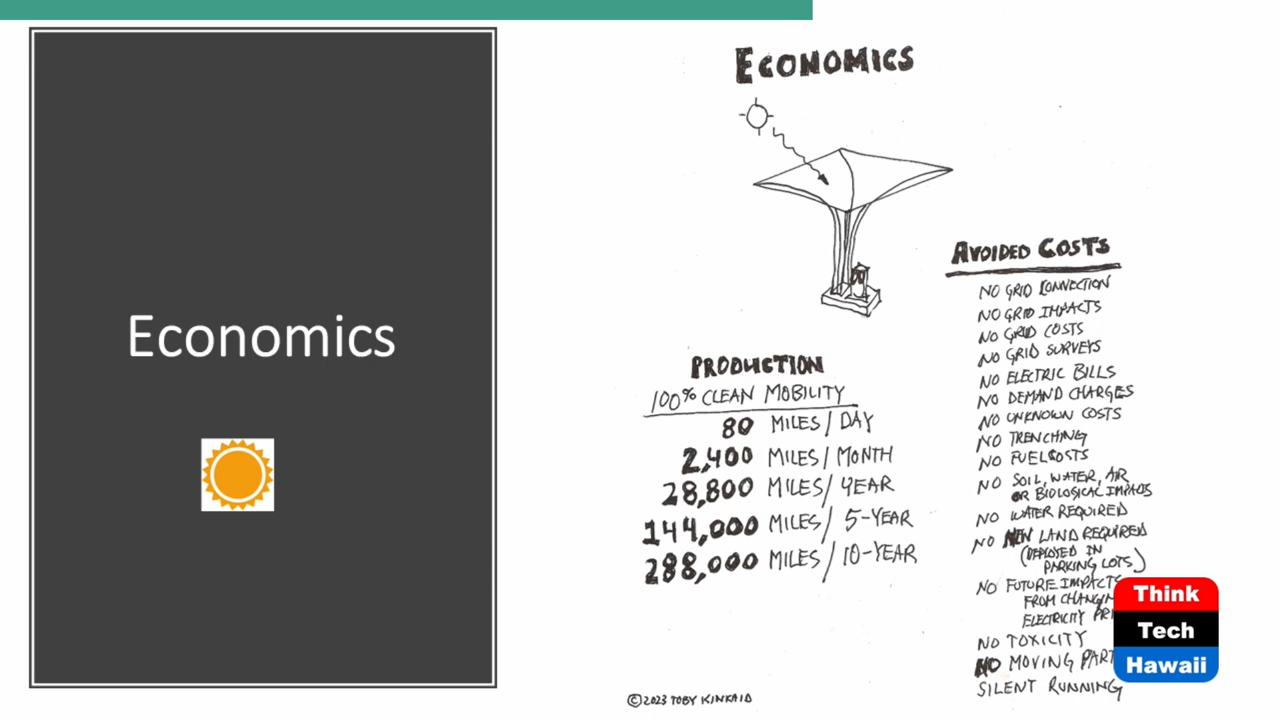 Economics
ECONOMICS
PRODUCTION
100% CLEAN MOBILITY
80 MILES/DAY
2,400 MILES/MONTH
28,800 MILES/YEAR
144,000 MILES/5-YEAR
288,000 MILES/10-YEAR
AVOIDED COSTS
NO GRID CONNECTION
NO GRID IMPACTS
NO GRID COSTS
NO GRID SURVEYS
NO ELECTRIC BILLS
NO DEMAND CHARGES
NO UNKNOWN COSTS
NO TRENCHING
NO FUEL COSTS
NO SOIL, WATER, AIR
OR BIOLOGICAL IMPACTS
NO WATER REQUIRED
NO NEW LAND REQUIRED
(DEPLOYED IN
PARKING LOTS)
NO FUTURE IMPACTS
FROM
ELECTRICITY
NO TOXICITY
NO MOVING
SILENT RUNNING
©2023 TOBY KINKAID
Think
Tech
Hawaii